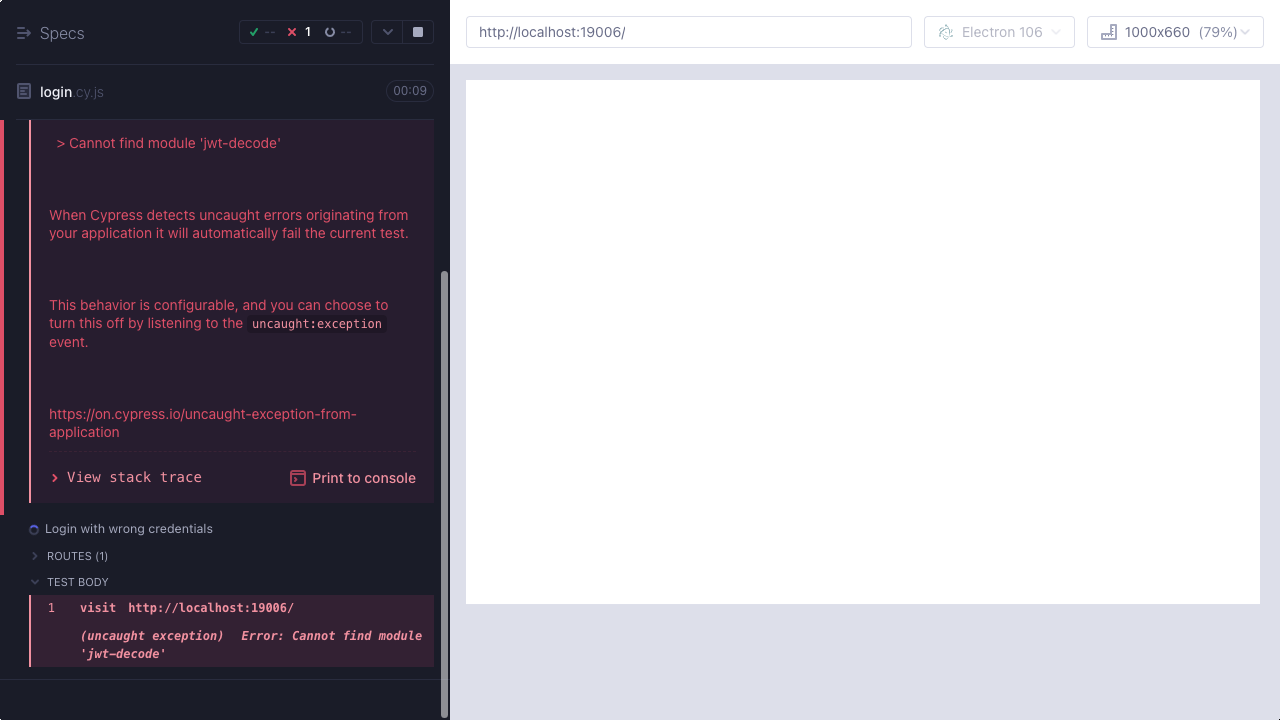 Specs
--
1
--
http://localhost:19006/
Electron 106
1000x660 (79%)
login.cy.js
00:09
> Cannot find module 'jwt-decode'
When Cypress detects uncaught errors originating from
your application it will automatically fail the current test.
This behavior is configurable, and you can choose to
turn this off by listening to the uncaught:exception
event.
https://on.cypress.io/uncaught-exception-from-
application
> View stack trace
Print to console
Login with wrong credentials
ROUTES (1)
TEST BODY
1 visit http://localhost:19006/
(uncaught exception) Error: Cannot find module
'jwt-decode'